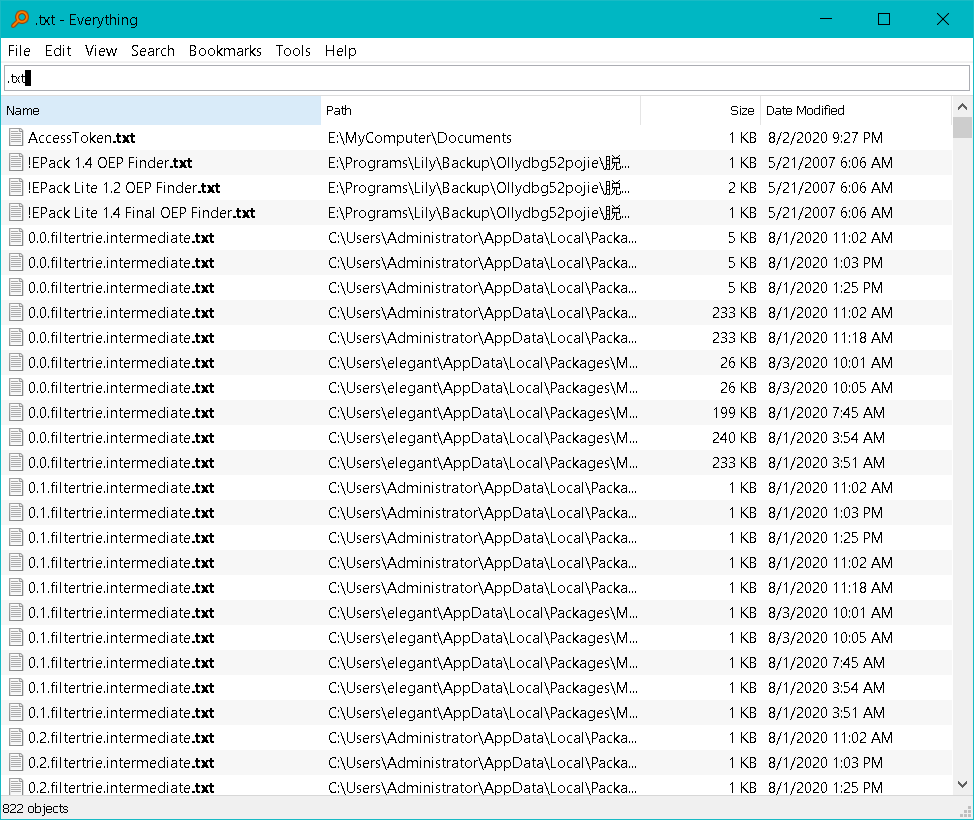 .txt - Everything
File Edit View Search Bookmarks Tools Help
.txt
Name Path Size Date Modified
AccessToken.txt E:\MyComputer\Documents 1 KB 8/2/2020 9:27 PM
!EPack 1.4 OEP Finder.txt E:\Programs\Lily\Backup\Ollydbg52pojie\脱... 1 KB 5/21/2007 6:06 AM
!EPack Lite 1.2 OEP Finder.txt E:\Programs\Lily\Backup\Ollydbg52pojie\脱... 2 KB 5/21/2007 6:06 AM
!EPack Lite 1.4 Final OEP Finder.txt E:\Programs\Lily\Backup\Ollydbg52pojie\脱... 1 KB 5/21/2007 6:06 AM
0.0.filtertrie.intermediate.txt C:\Users\Administrator\AppData\Local\Packa... 5 KB 8/1/2020 11:02 AM
0.0.filtertrie.intermediate.txt C:\Users\Administrator\AppData\Local\Packa... 5 KB 8/1/2020 1:03 PM
0.0.filtertrie.intermediate.txt C:\Users\Administrator\AppData\Local\Packa... 5 KB 8/1/2020 1:25 PM
0.0.filtertrie.intermediate.txt C:\Users\Administrator\AppData\Local\Packa... 233 KB 8/1/2020 11:02 AM
0.0.filtertrie.intermediate.txt C:\Users\Administrator\AppData\Local\Packa... 233 KB 8/1/2020 11:18 AM
0.0.filtertrie.intermediate.txt C:\Users\elegant\AppData\Local\Packages\M... 26 KB 8/3/2020 10:01 AM
0.0.filtertrie.intermediate.txt C:\Users\elegant\AppData\Local\Packages\M... 26 KB 8/3/2020 10:05 AM
0.0.filtertrie.intermediate.txt C:\Users\elegant\AppData\Local\Packages\M... 199 KB 8/1/2020 7:45 AM
0.0.filtertrie.intermediate.txt C:\Users\elegant\AppData\Local\Packages\M... 240 KB 8/1/2020 3:54 AM
0.0.filtertrie.intermediate.txt C:\Users\elegant\AppData\Local\Packages\M... 233 KB 8/1/2020 3:51 AM
0.1.filtertrie.intermediate.txt C:\Users\Administrator\AppData\Local\Packa... 1 KB 8/1/2020 11:02 AM
0.1.filtertrie.intermediate.txt C:\Users\Administrator\AppData\Local\Packa... 1 KB 8/1/2020 1:03 PM
0.1.filtertrie.intermediate.txt C:\Users\Administrator\AppData\Local\Packa... 1 KB 8/1/2020 1:25 PM
0.1.filtertrie.intermediate.txt C:\Users\Administrator\AppData\Local\Packa... 1 KB 8/1/2020 11:02 AM
0.1.filtertrie.intermediate.txt C:\Users\Administrator\AppData\Local\Packa... 1 KB 8/1/2020 11:18 AM
0.1.filtertrie.intermediate.txt C:\Users\elegant\AppData\Local\Packages\M... 1 KB 8/3/2020 10:01 AM
0.1.filtertrie.intermediate.txt C:\Users\elegant\AppData\Local\Packages\M... 1 KB 8/3/2020 10:05 AM
0.1.filtertrie.intermediate.txt C:\Users\elegant\AppData\Local\Packages\M... 1 KB 8/1/2020 7:45 AM
0.1.filtertrie.intermediate.txt C:\Users\elegant\AppData\Local\Packages\M... 1 KB 8/1/2020 3:54 AM
0.1.filtertrie.intermediate.txt C:\Users\elegant\AppData\Local\Packages\M... 1 KB 8/1/2020 3:51 AM
0.2.filtertrie.intermediate.txt C:\Users\Administrator\AppData\Local\Packa... 1 KB 8/1/2020 11:02 AM
0.2.filtertrie.intermediate.txt C:\Users\Administrator\AppData\Local\Packa... 1 KB 8/1/2020 1:03 PM
0.2.filtertrie.intermediate.txt C:\Users\Administrator\AppData\Local\Packa... 1 KB 8/1/2020 1:25 PM
822 objects